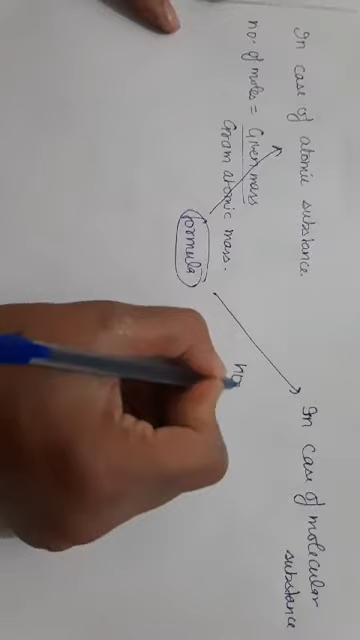 In case of atomic substance.
no. of moles = Given mass
Gram atomic mass.
formula
In case of molecular
substance
no